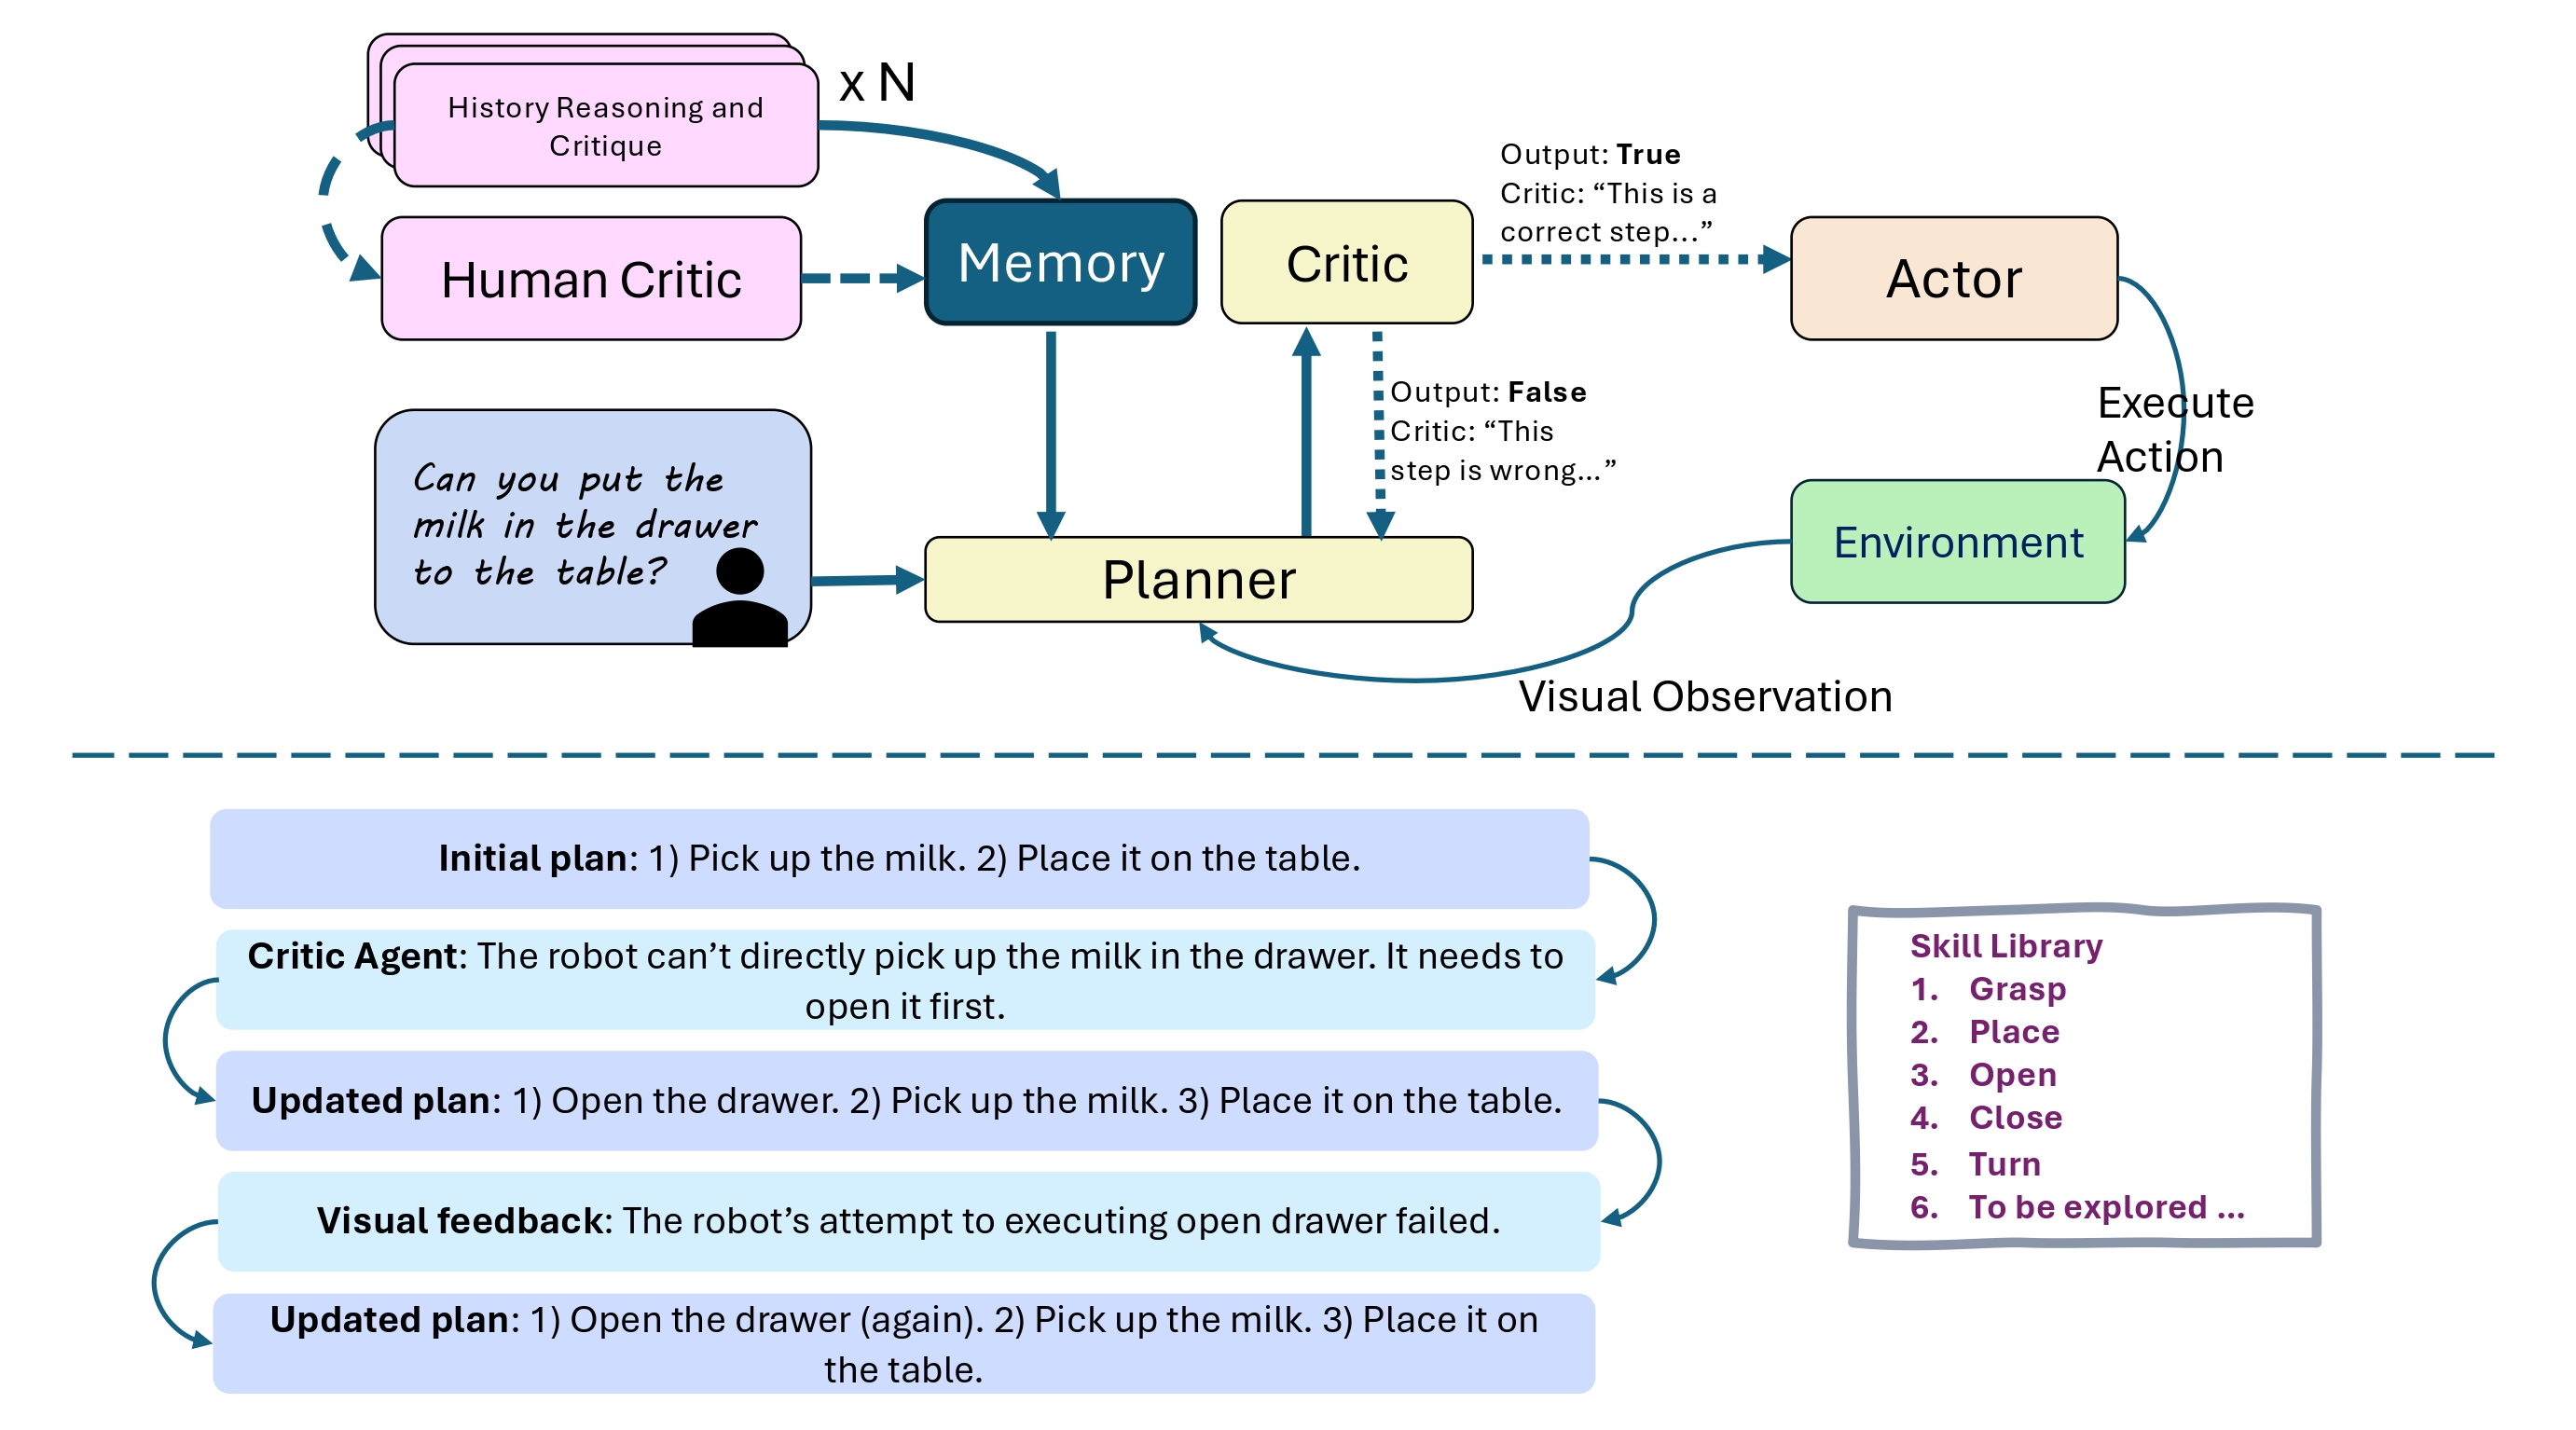 History Reasoning and
Critique
x N
Human Critic
Memory
Critic
Output: True
Critic: “This is a
correct step...”
Actor
Output: False
Critic: “This
step is wrong...”
Execute
Action
Can you put the
milk in the drawer
to the table?
Planner
Environment
Visual Observation
Initial plan: 1) Pick up the milk. 2) Place it on the table.
Critic Agent: The robot can’t directly pick up the milk in the drawer. It needs to
open it first.
Updated plan: 1) Open the drawer. 2) Pick up the milk. 3) Place it on the table.
Visual feedback: The robot’s attempt to executing open drawer failed.
Updated plan: 1) Open the drawer (again). 2) Pick up the milk. 3) Place it on
the table.
Skill Library
1. Grasp
2. Place
3. Open
4. Close
5. Turn
6. To be explored ...